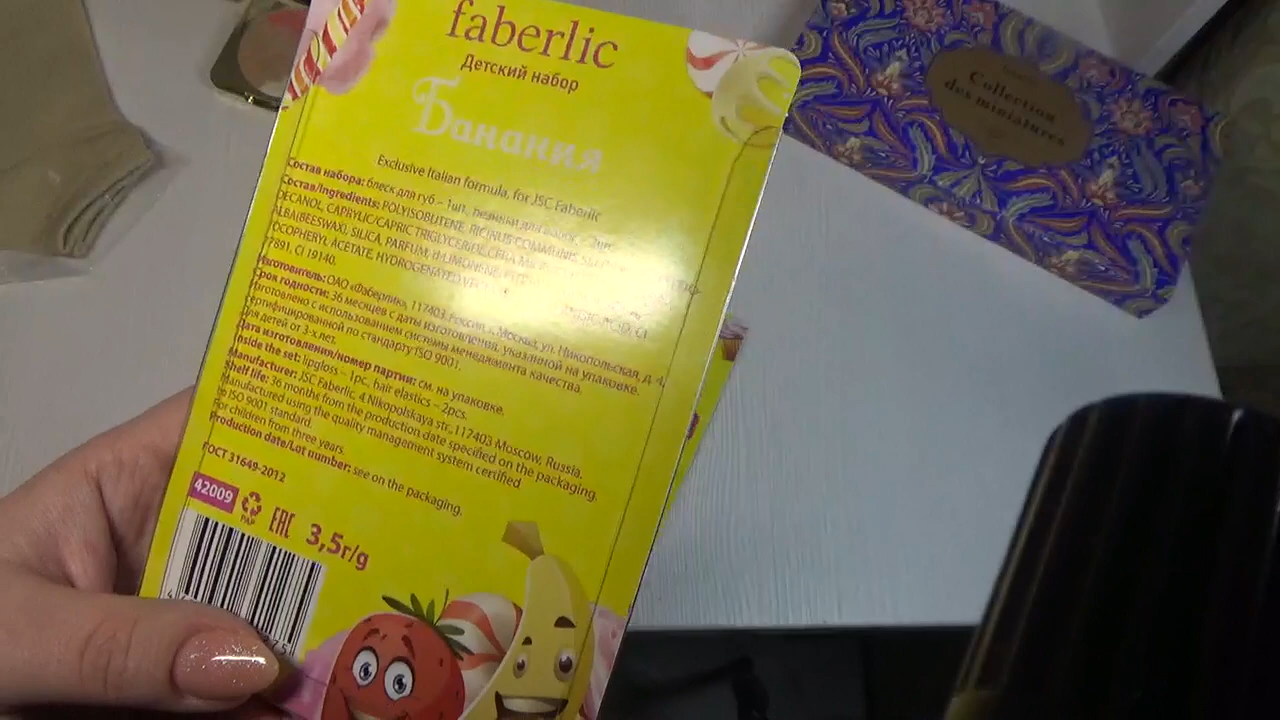 faberlic
Детский набор
Банания
Exclusive Italian formula, for JSC Faberlic
Состав набора: блеск для губ – 1шт., резинки для волос – 2шт.
Состав/Ingredients: POLYISOBUTENE, RICINUS COMMUNIS
DECANOL, CAPRYLIC/CAPRIC TRIGLYCERIDE, CERA
ALBA(BEESWAX), SILICA, PARFUM, LIMONENE,
TOCOPHERYL ACETATE, HYDROGENATED
77891, CI 19140.
Изготовитель: ОАО «Фаберлик», 117403, Россия, г. Москва, ул. Никопольская, д. 4.
Срок годности: 36 месяцев с даты изготовления, указанной на упаковке.
Изготовлено с использованием системы менеджмента качества,
сертифицированной по стандарту ISO 9001.
Для детей от 3-х лет.
Дата изготовления/номер партии: см. на упаковке.
Inside the set: lipgloss – 1pc, hair elastics – 2pcs.
Manufacturer: JSC Faberlic, 4 Nikopolskaya str., 117403 Moscow, Russia.
Shelf life: 36 months from the production date specified on the packaging.
Manufactured using the quality management system certified
to ISO 9001 standard.
For children from three years.
Production date/Lot number: see on the packaging.
ГОСТ 31649-2012
42009
PAP
EAC
3,5г/g
Collection
des miniatures